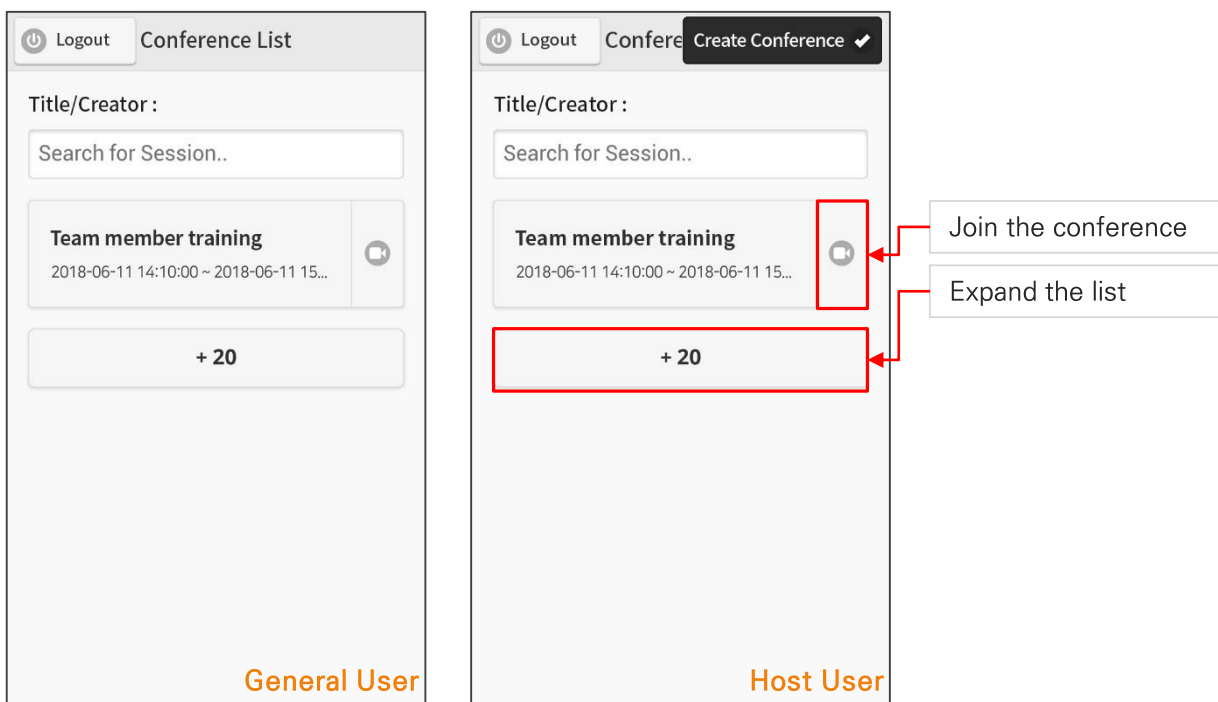 Logout Conference List
Title/Creator :
Search for Session..
Team member training
2018-06-11 14:10:00 ~ 2018-06-11 15...
+ 20
General User
Logout Confere Create Conference
Title/Creator :
Search for Session..
Team member training
2018-06-11 14:10:00 ~ 2018-06-11 15...
+ 20
Host User
Join the conference
Expand the list